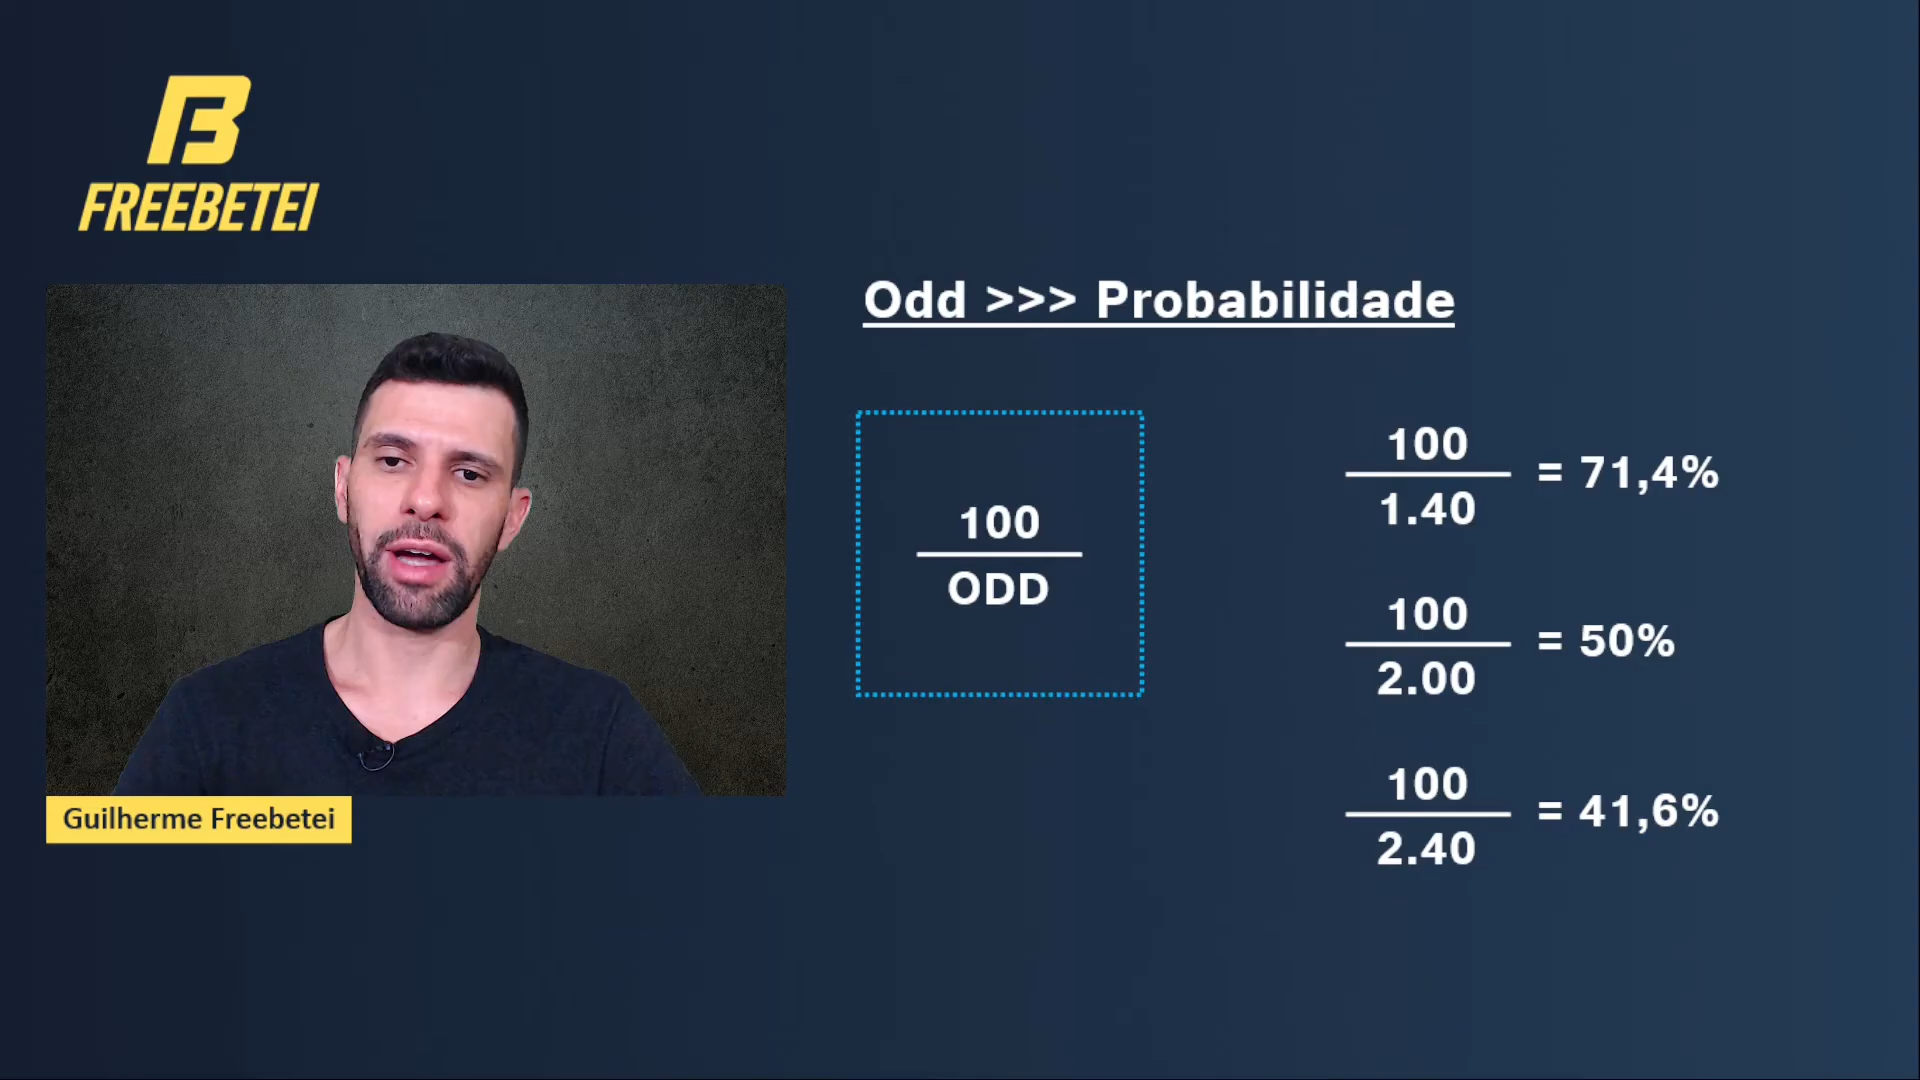 FREEBETEI
Guilherme Freebetei
Odd >>> Probabilidade
100
ODD
100
1.40
= 71,4%
100
2.00
= 50%
100
2.40
= 41,6%